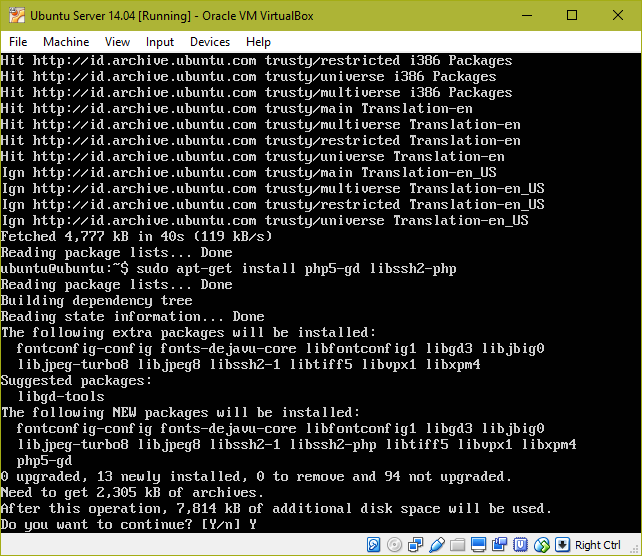 Ubuntu Server 14.04 [Running] - Oracle VM VirtualBox
File Machine View Input Devices Help
Hit http://id.archive.ubuntu.com trusty/restricted i386 Packages
Hit http://id.archive.ubuntu.com trusty/universe i386 Packages
Hit http://id.archive.ubuntu.com trusty/multiverse i386 Packages
Hit http://id.archive.ubuntu.com trusty/main Translation-en
Hit http://id.archive.ubuntu.com trusty/multiverse Translation-en
Hit http://id.archive.ubuntu.com trusty/restricted Translation-en
Hit http://id.archive.ubuntu.com trusty/universe Translation-en
Ign http://id.archive.ubuntu.com trusty/main Translation-en_US
Ign http://id.archive.ubuntu.com trusty/multiverse Translation-en_US
Ign http://id.archive.ubuntu.com trusty/restricted Translation-en_US
Ign http://id.archive.ubuntu.com trusty/universe Translation-en_US
Fetched 4,777 kB in 40s (119 kB/s)
Reading package lists... Done
ubuntu@ubuntu:~$ sudo apt-get install php5-gd libssh2-php
Reading package lists... Done
Building dependency tree
Reading state information... Done
The following extra packages will be installed:
  fontconfig-config fonts-dejavu-core libfontconfig1 libgd3 libjbig0
  libjpeg-turbo8 libjpeg8 libssh2-1 libtiff5 libvpx1 libxpm4
Suggested packages:
  libgd-tools
The following NEW packages will be installed:
  fontconfig-config fonts-dejavu-core libfontconfig1 libgd3 libjbig0
  libjpeg-turbo8 libjpeg8 libssh2-1 libssh2-php libtiff5 libvpx1 libxpm4
  php5-gd
0 upgraded, 13 newly installed, 0 to remove and 94 not upgraded.
Need to get 2,305 kB of archives.
After this operation, 7,814 kB of additional disk space will be used.
Do you want to continue? [Y/n] Y
Right Ctrl